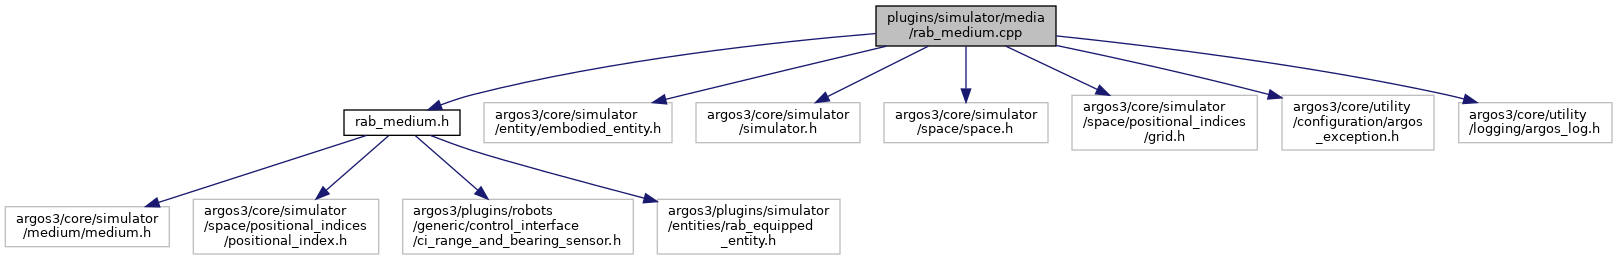 plugins/simulator/media
/rab_medium.cpp
rab_medium.h
argos3/core/simulator
/entity/embodied_entity.h
argos3/core/simulator
/simulator.h
argos3/core/simulator
/space/space.h
argos3/core/simulator
/space/positional_indices
/grid.h
argos3/core/utility
/configuration/argos
_exception.h
argos3/core/utility
/logging/argos_log.h
argos3/core/simulator
/medium/medium.h
argos3/core/simulator
/space/positional_indices
/positional_index.h
argos3/plugins/robots
/generic/control_interface
/ci_range_and_bearing_sensor.h
argos3/plugins/simulator
/entities/rab_equipped
_entity.h